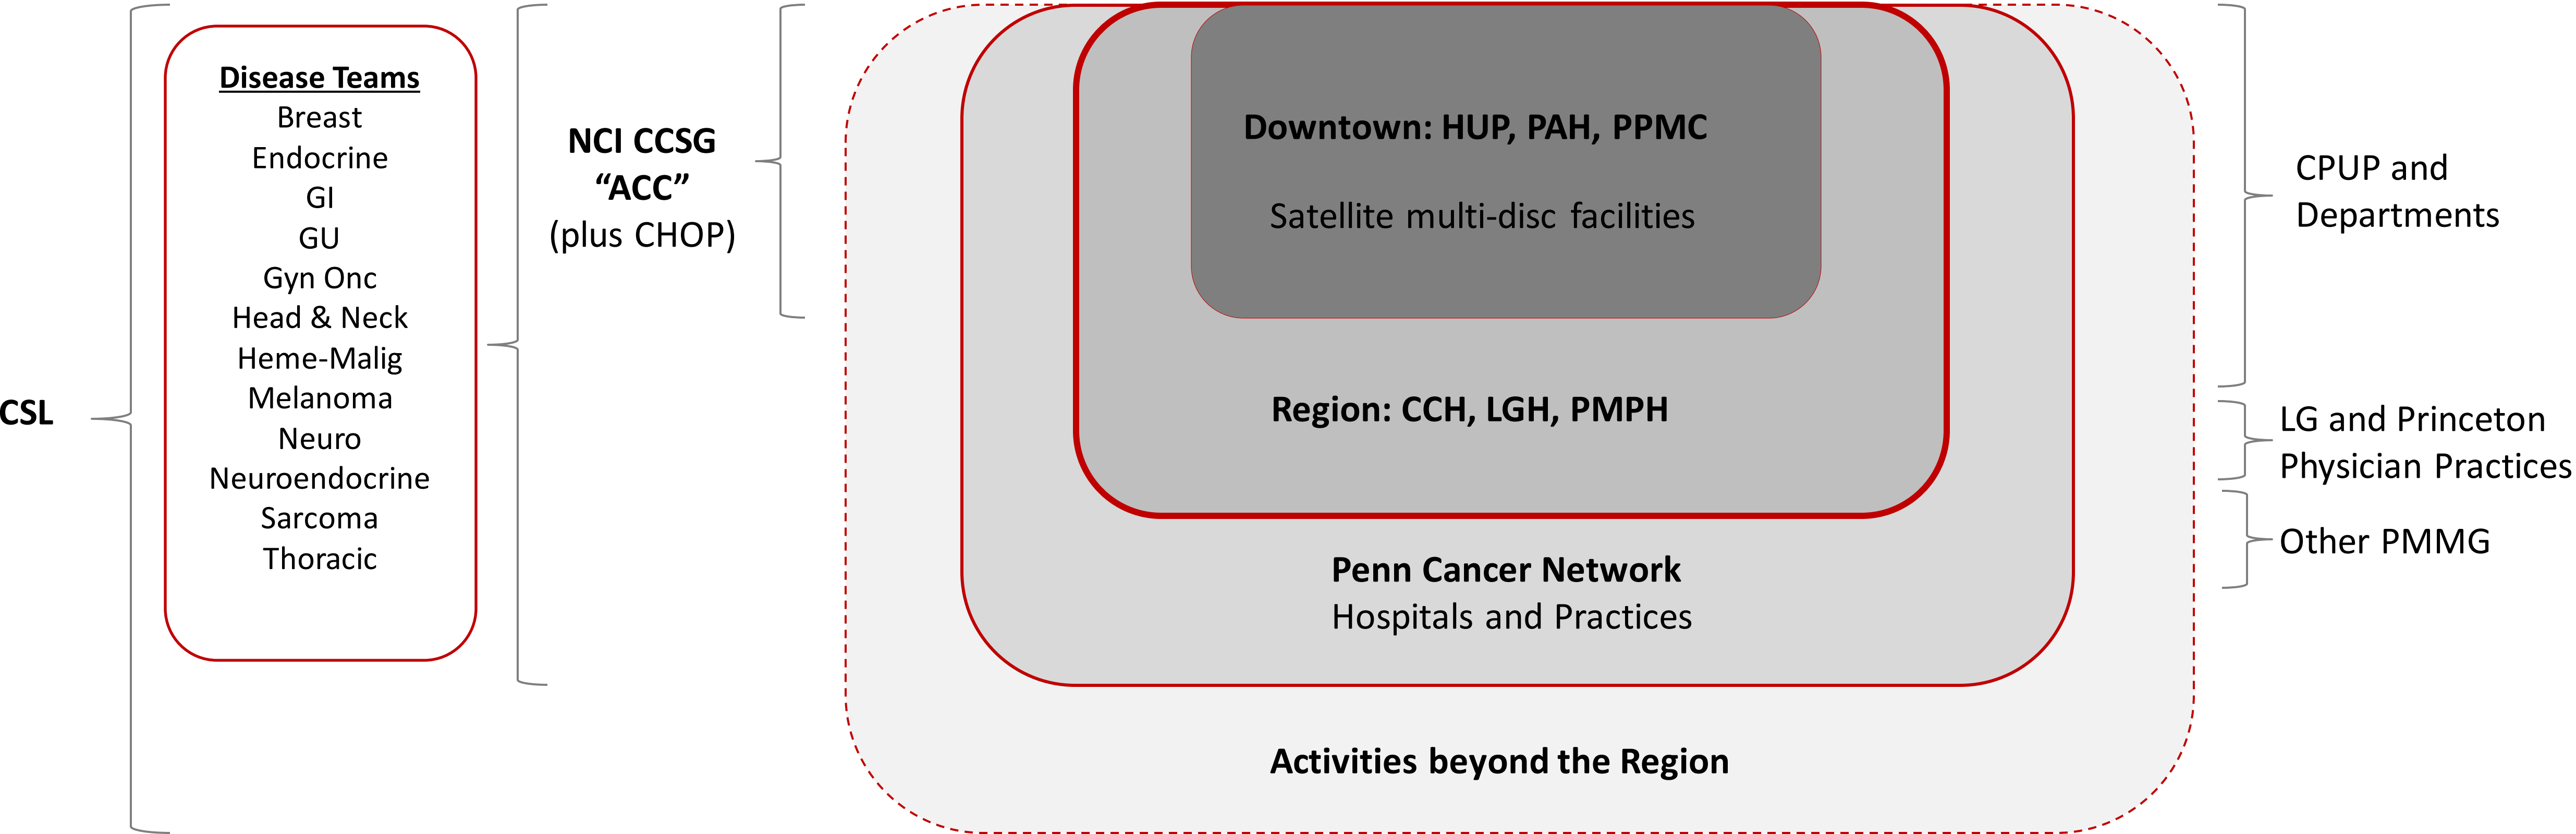 CSL
Disease Teams
Breast
Endocrine
GI
GU
Gyn Onc
Head & Neck
Heme-Malig
Melanoma
Neuro
Neuroendocrine
Sarcoma
Thoracic
NCI CCSG
“ACC”
(plus CHOP)
Downtown: HUP, PAH, PPMC
Satellite multi-disc facilities
Region: CCH, LGH, PMPH
Penn Cancer Network
Hospitals and Practices
Activities beyond the Region
CPUP and
Departments
LG and Princeton
Physician Practices
Other PMMG